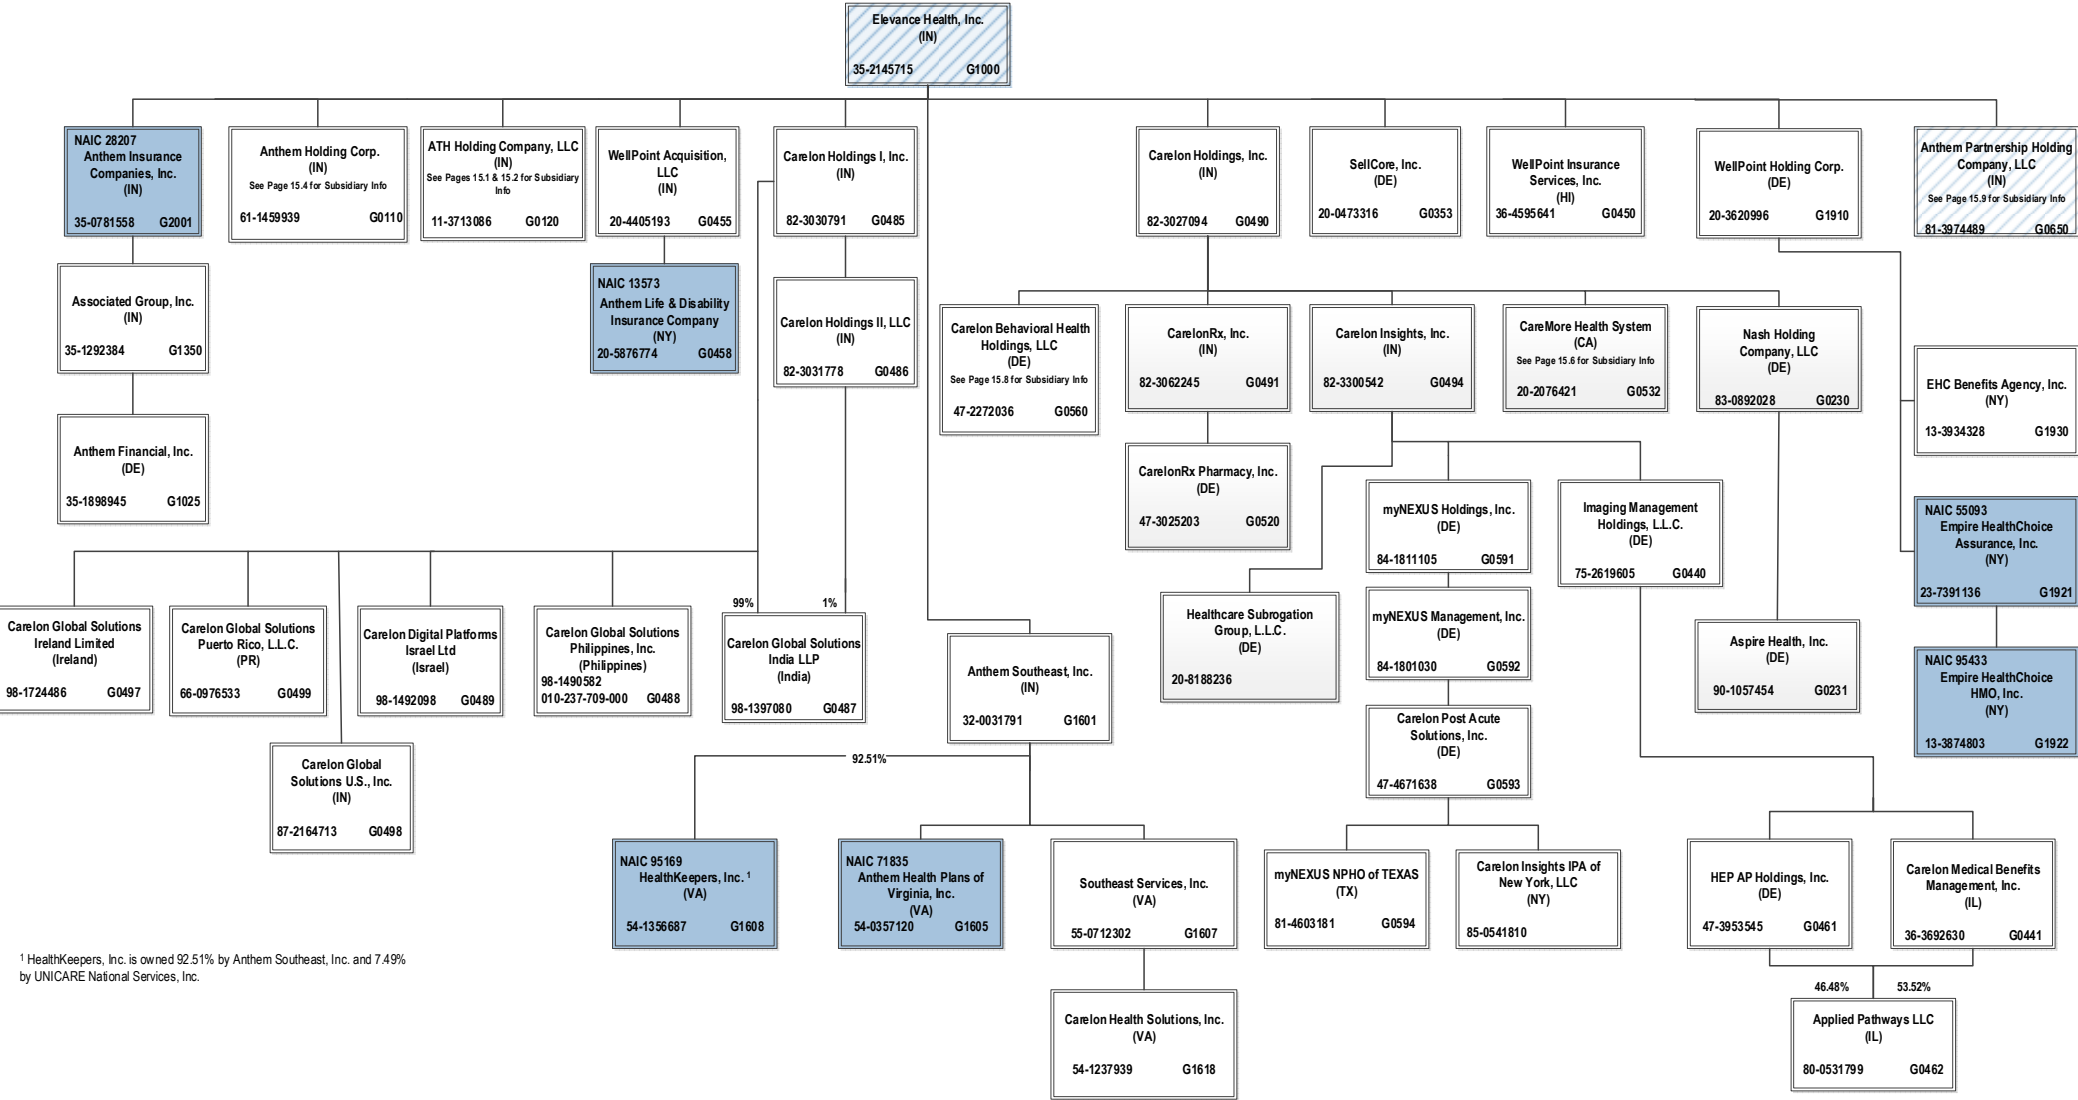 Elevance Health, Inc.
(IN)
35-2145715 G1000
NAIC 28207
Anthem Insurance
Companies, Inc.
(IN)
35-0781558 G2001
Anthem Holding Corp.
(IN)
See Page 15.4 for Subsidiary Info
61-1459939 G0110
ATH Holding Company, LLC
(IN)
See Pages 15.1 & 15.2 for Subsidiary
Info
11-3713086 G0120
WellPoint Acquisition,
LLC
(IN)
20-4405193 G0455
Carelon Holdings I, Inc.
(IN)
82-3030791 G0485
Carelon Holdings, Inc.
(IN)
82-3027094 G0490
SellCore, Inc.
(DE)
20-0473316 G0353
WellPoint Insurance
Services, Inc.
(HI)
36-4595641 G0450
WellPoint Holding Corp.
(DE)
20-3620996 G1910
Anthem Partnership Holding
Company, LLC
(IN)
See Page 15.9 for Subsidiary Info
81-3974489 G0650
Associated Group, Inc.
(IN)
35-1292384 G1350
NAIC 13573
Anthem Life & Disability
Insurance Company
(NY)
20-5876774 G0458
Carelon Holdings II, LLC
(IN)
82-3031778 G0486
Carelon Behavioral Health
Holdings, LLC
(DE)
See Page 15.8 for Subsidiary Info
47-2272036 G0560
CarelonRx, Inc.
(IN)
82-3062245 G0491
Carelon Insights, Inc.
(IN)
82-3300542 G0494
CareMore Health System
(CA)
See Page 15.6 for Subsidiary Info
20-2076421 G0532
Nash Holding
Company, LLC
(DE)
83-0892028 G0230
EHC Benefits Agency, Inc.
(NY)
13-3934328 G1930
Anthem Financial, Inc.
(DE)
35-1898945 G1025
CarelonRx Pharmacy, Inc.
(DE)
47-3025203 G0520
myNEXUS Holdings, Inc.
(DE)
84-1811105 G0591
Imaging Management
Holdings, L.L.C.
(DE)
75-2619605 G0440
NAIC 55093
Empire HealthChoice
Assurance, Inc.
(NY)
23-7391136 G1921
99% 1%
Carelon Global Solutions
Ireland Limited
(Ireland)
98-1724486 G0497
Carelon Global Solutions
Puerto Rico, L.L.C.
(PR)
66-0976533 G0499
Carelon Digital Platforms
Israel Ltd
(Israel)
98-1492098 G0489
Carelon Global Solutions
Philippines, Inc.
(Philippines)
98-1490582
010-237-709-000 G0488
Carelon Global Solutions
India LLP
(India)
98-1397080 G0487
Anthem Southeast, Inc.
(IN)
32-0031791 G1601
Healthcare Subrogation
Group, L.L.C.
(DE)
20-8188236
myNEXUS Management, Inc.
(DE)
84-1801030 G0592
Aspire Health, Inc.
(DE)
90-1057454 G0231
NAIC 95433
Empire HealthChoice
HMO, Inc.
(NY)
13-3874803 G1922
Carelon Global
Solutions U.S., Inc.
(IN)
87-2164713 G0498
92.51%
Carelon Post Acute
Solutions, Inc.
(DE)
47-4671638 G0593
NAIC 95169
HealthKeepers, Inc. ¹
(VA)
54-1356687 G1608
NAIC 71835
Anthem Health Plans of
Virginia, Inc.
(VA)
54-0357120 G1605
Southeast Services, Inc.
(VA)
55-0712302 G1607
myNEXUS NPHO of TEXAS
(TX)
81-4603181 G0594
Carelon Insights IPA of
New York, LLC
(NY)
85-0541810
HEP AP Holdings, Inc.
(DE)
47-3953545 G0461
Carelon Medical Benefits
Management, Inc.
(IL)
36-3692630 G0441
¹ HealthKeepers, Inc. is owned 92.51% by Anthem Southeast, Inc. and 7.49%
by UNICARE National Services, Inc.
46.48% 53.52%
Carelon Health Solutions, Inc.
(VA)
54-1237939 G1618
Applied Pathways LLC
(IL)
80-0531799 G0462